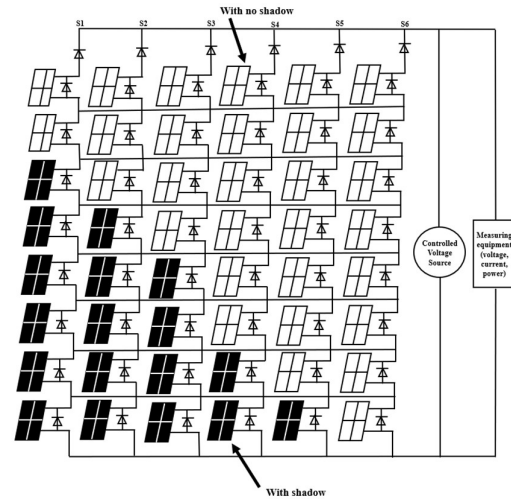 With no shadow
S1 S2 S3 S4 S5 S6
Controlled
Voltage
Source
Measuring
equipment
(voltage,
current,
power)
With shadow